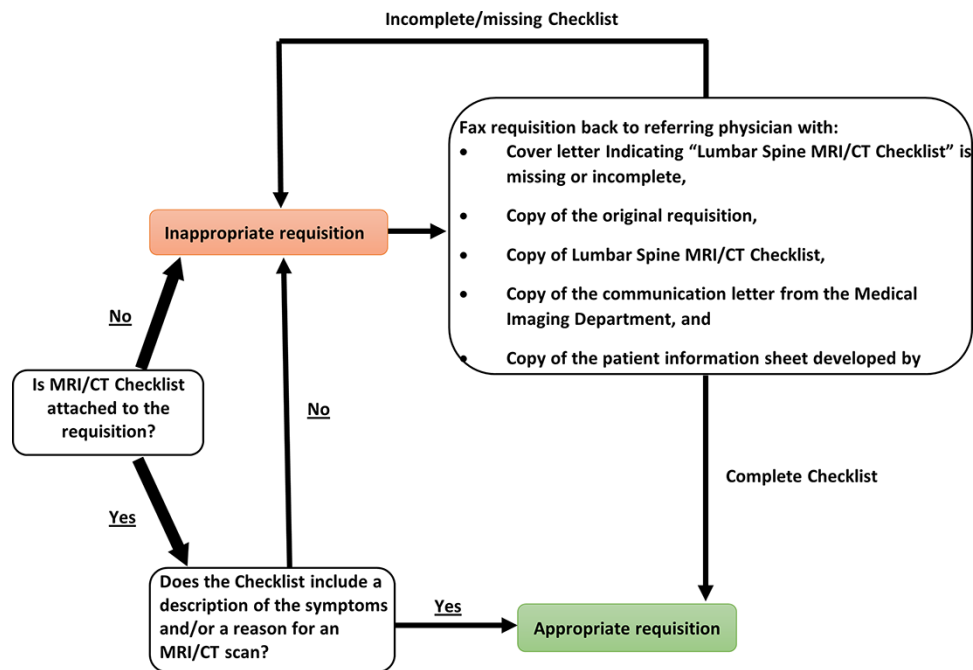 Incomplete/missing Checklist
Fax requisition back to referring physician with:
• Cover letter Indicating “Lumbar Spine MRI/CT Checklist” is
missing or incomplete,
• Copy of the original requisition,
• Copy of Lumbar Spine MRI/CT Checklist,
• Copy of the communication letter from the Medical
Imaging Department, and
• Copy of the patient information sheet developed by
Inappropriate requisition
No
Is MRI/CT Checklist
attached to the
requisition?
No
Yes
Complete Checklist
Does the Checklist include a
description of the symptoms
and/or a reason for an
MRI/CT scan?
Yes
Appropriate requisition